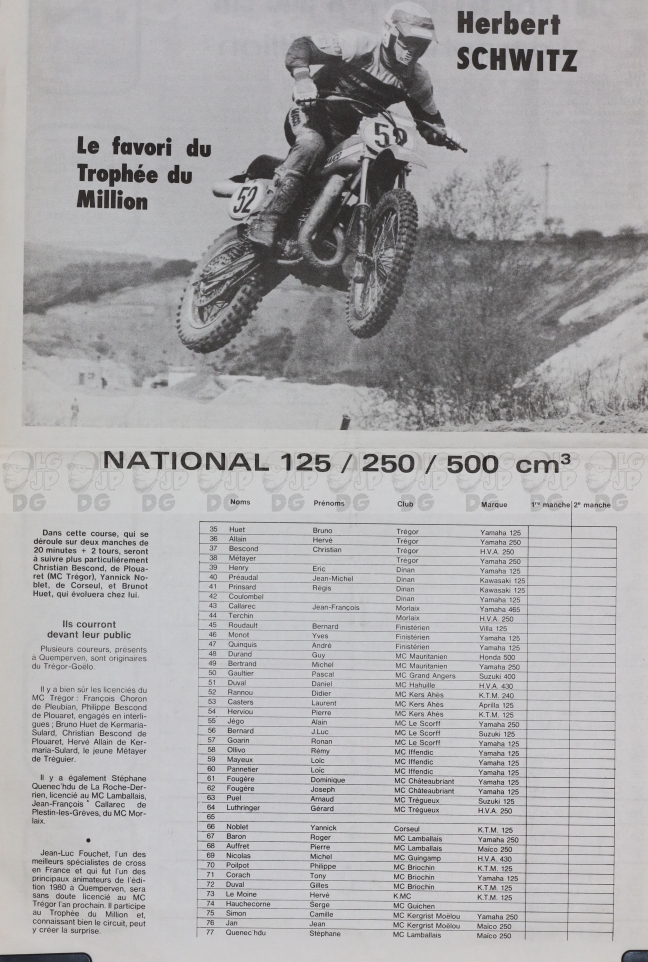 Herbert
SCHWITZ
Le favori du
Trophée du
Million
52
NATIONAL 125 / 250 / 500 cm³
Dans cette course, qui se
déroule sur deux manches de
20 minutes + 2 tours, seront
à suivre plus particulièrement
Christian Bescond, de Ploua-
ret (MC Trégor), Yannick No-
blet, de Corseul, et Brunot
Huet, qui évoluera chez lui.
Ils courront
devant leur public
Plusieurs coureurs, présents
à Quemperven, sont originaires
du Trégor-Goëlo.
Il y a bien sûr les licenciés du
MC Trégor : François Choron
de Pleubian, Philippe Bescond
de Plouaret, engagés en interli-
gues ; Bruno Huet de Kermaria-
Sulard, Christian Bescond de
Plouaret, Hervé Allain de Ker-
maria-Sulard, le jeune Métayer
de Tréguier.
Il y a également Stéphane
Quenec'hdu de La Roche-Der-
rien, licencié au MC Lamballais,
Jean-François Callarec de
Plestin-les-Grèves, du MC Mor-
laix.
Jean-Luc Fouchet, l'un des
meilleurs spécialistes de cross
en France et qui fut l'un des
principaux animateurs de l'édi-
tion 1980 à Quemperven, sera
sans doute licencié au MC
Trégor l'an prochain. Il participe
au Trophée du Million et,
connaissant bien le circuit, peut
y créer la surprise.
Noms Prénoms Club Marque 1re manche 2e manche
35 Huet Bruno Trégor Yamaha 125
36 Allain Hervé Trégor Yamaha 250
37 Bescond Christian Trégor H.V.A. 250
38 Métayer Trégor Yamaha 250
39 Henry Eric Dinan Yamaha 125
40 Préaudal Jean-Michel Dinan Kawasaki 125
41 Prinsard Régis Dinan Kawasaki 125
42 Coulombel Dinan Yamaha 125
43 Callarec Jean-François Morlaix Yamaha 465
44 Terchin Morlaix H.V.A. 250
45 Roudault Bernard Finistérien Villa 125
46 Monot Yves Finistérien Yamaha 125
47 Quinquis André Finistérien Yamaha 125
48 Durand Guy MC Mauritanien Honda 500
49 Bertrand Michel MC Mauritanien Yamaha 250
50 Gaultier Pascal MC Grand Angers Suzuki 400
51 Duval Daniel MC Hahuille H.V.A. 430
52 Rannou Didier MC Kers Ahès K.T.M. 240
53 Casters Laurent MC Kers Ahès Aprilla 125
54 Herviou Pierre MC Kers Ahès K.T.M. 125
55 Jégo Alain MC Le Scorff Yamaha 250
56 Bernard J.Luc MC Le Scorff Suzuki 125
57 Goarin Ronan MC Le Scorff Yamaha 125
58 Ollivo Rémy MC Iffendic Yamaha 125
59 Mayeux Loïc MC Iffendic Yamaha 125
60 Pannetier Loïc MC Iffendic Yamaha 125
61 Fougère Dominique MC Châteaubriant Yamaha 125
62 Fougère Joseph MC Châteaubriant Yamaha 125
63 Puel Arnaud MC Trégueux Suzuki 125
64 Luthringer Gérard MC Trégueux H.V.A. 250
65
66 Noblet Yannick Corseul K.T.M. 125
67 Baron Roger MC Lamballais Yamaha 250
68 Auffret Pierre MC Lamballais Maico 250
69 Nicolas Michel MC Guingamp H.V.A. 430
70 Poilpot Philippe MC Briochin K.T.M. 125
71 Corach Tony MC Briochin Yamaha 125
72 Duval Gilles MC Briochin K.T.M. 125
73 Le Moine Hervé K.MC K.T.M. 125
74 Hauchecorne Serge MC Guichen
75 Simon Camille MC Kergrist Moëlou Yamaha 250
76 Jan Jean MC Kergrist Moëlou Maico 250
77 Quenec'hdu Stéphane MC Lamballais Maico 250